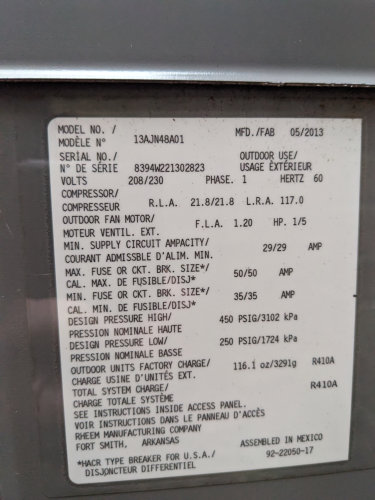 MODEL NO. / MFD./FAB 05/2013
MODÈLE N° 13AJN48A01
SERIAL NO./ OUTDOOR USE/
N° DE SÉRIE 8394W221302823 USAGE EXTÉRIEUR
VOLTS 208/230 PHASE. 1 HERTZ 60
COMPRESSOR/
COMPRESSEUR R.L.A. 21.8/21.8 L.R.A. 117.0
OUTDOOR FAN MOTOR/
MOTEUR VENTIL. EXT. F.L.A. 1.20 HP. 1/5
MIN. SUPPLY CIRCUIT AMPACITY/
COURANT ADMISSBLE D'ALIM. MIN. 29/29 AMP
MAX. FUSE OR CKT. BRK. SIZE*/
CAL. MAX. DE FUSIBLE/DISJ* 50/50 AMP
MIN. FUSE OR CKT. BRK. SIZE*/
CAL. MIN. DE FUSIBLE/DISJ* 35/35 AMP
DESIGN PRESSURE HIGH/ 450 PSI/3102 kPa
PRESSION NOMINALE HAUTE
DESIGN PRESSURE LOW/ 250 PSI/1724 kPa
PRESSION NOMINALE BASSE
OUTDOOR UNITS FACTORY CHARGE/ 116.1 oz/3291g R410A
CHARGE USINE D'UNITÉS EXT.
TOTAL SYSTEM CHARGE/ R410A
CHARGE TOTALE SYSTÈME
SEE INSTRUCTIONS INSIDE ACCESS PANEL.
VOIR INSTRUCTIONS DANS LE PANNEAU D'ACCÈS
RHEEM MANUFACTURING COMPANY
FORT SMITH, ARKANSAS ASSEMBLED IN MEXICO
*HACR TYPE BREAKER FOR U.S.A./ 92-22050-17
DISJONCTEUR DIFFERENTIEL